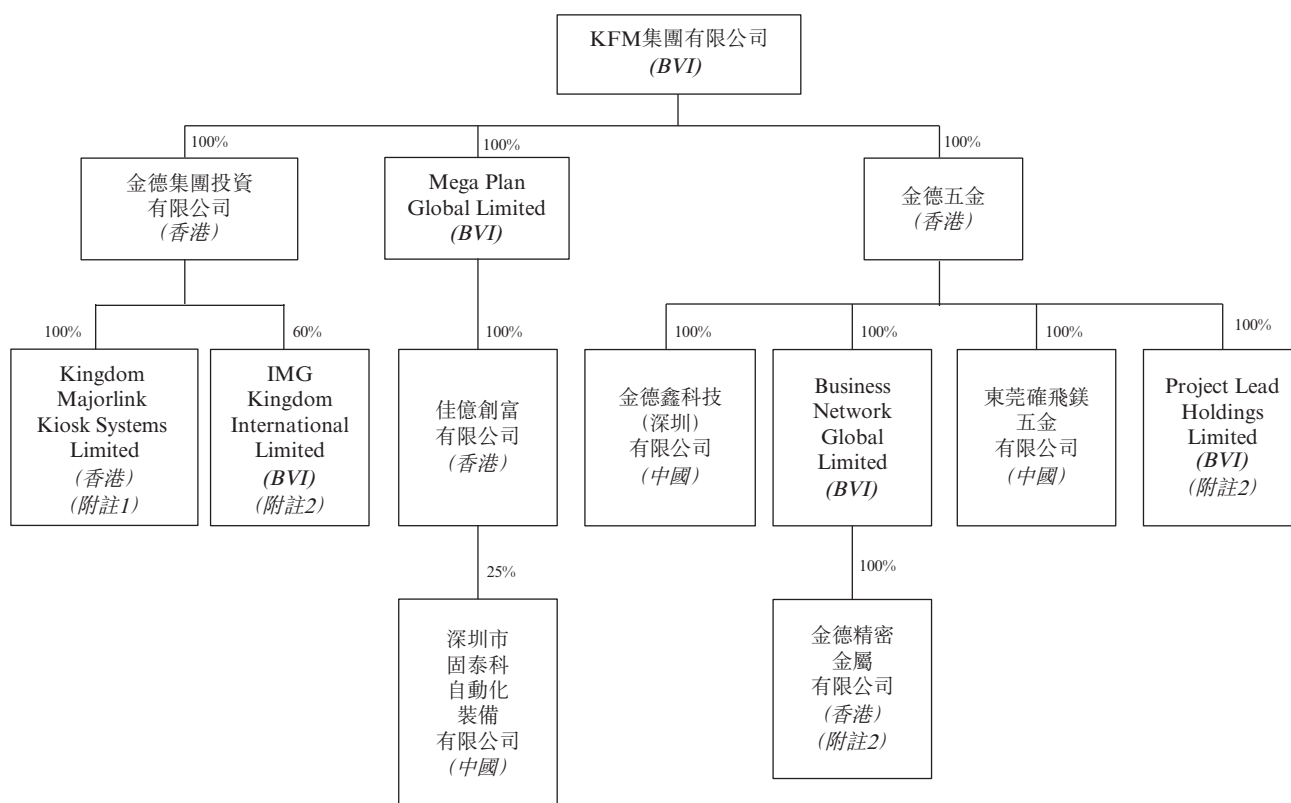 KFM集團有限公司
(BVI)
100%
100%
100%
金德集團投資
有限公司
（香港）
Mega Plan
Global Limited
(BVI)
金德五金
（香港）
100%
60%
100%
100%
100%
100%
100%
Kingdom
Majorlink
Kiosk Systems
Limited
（香港）
（附註1）
IMG
Kingdom
International
Limited
(BVI)
（附註2）
佳億創富
有限公司
（香港）
金德鑫科技
（深圳）
有限公司
（中國）
Business
Network
Global
Limited
(BVI)
東莞確飛鎂
五金
有限公司
（中國）
Project Lead
Holdings
Limited
(BVI)
（附註2）
25%
100%
深圳市
固泰科
自動化
裝備
有限公司
（中國）
金德精密
金屬
有限公司
（香港）
（附註2）